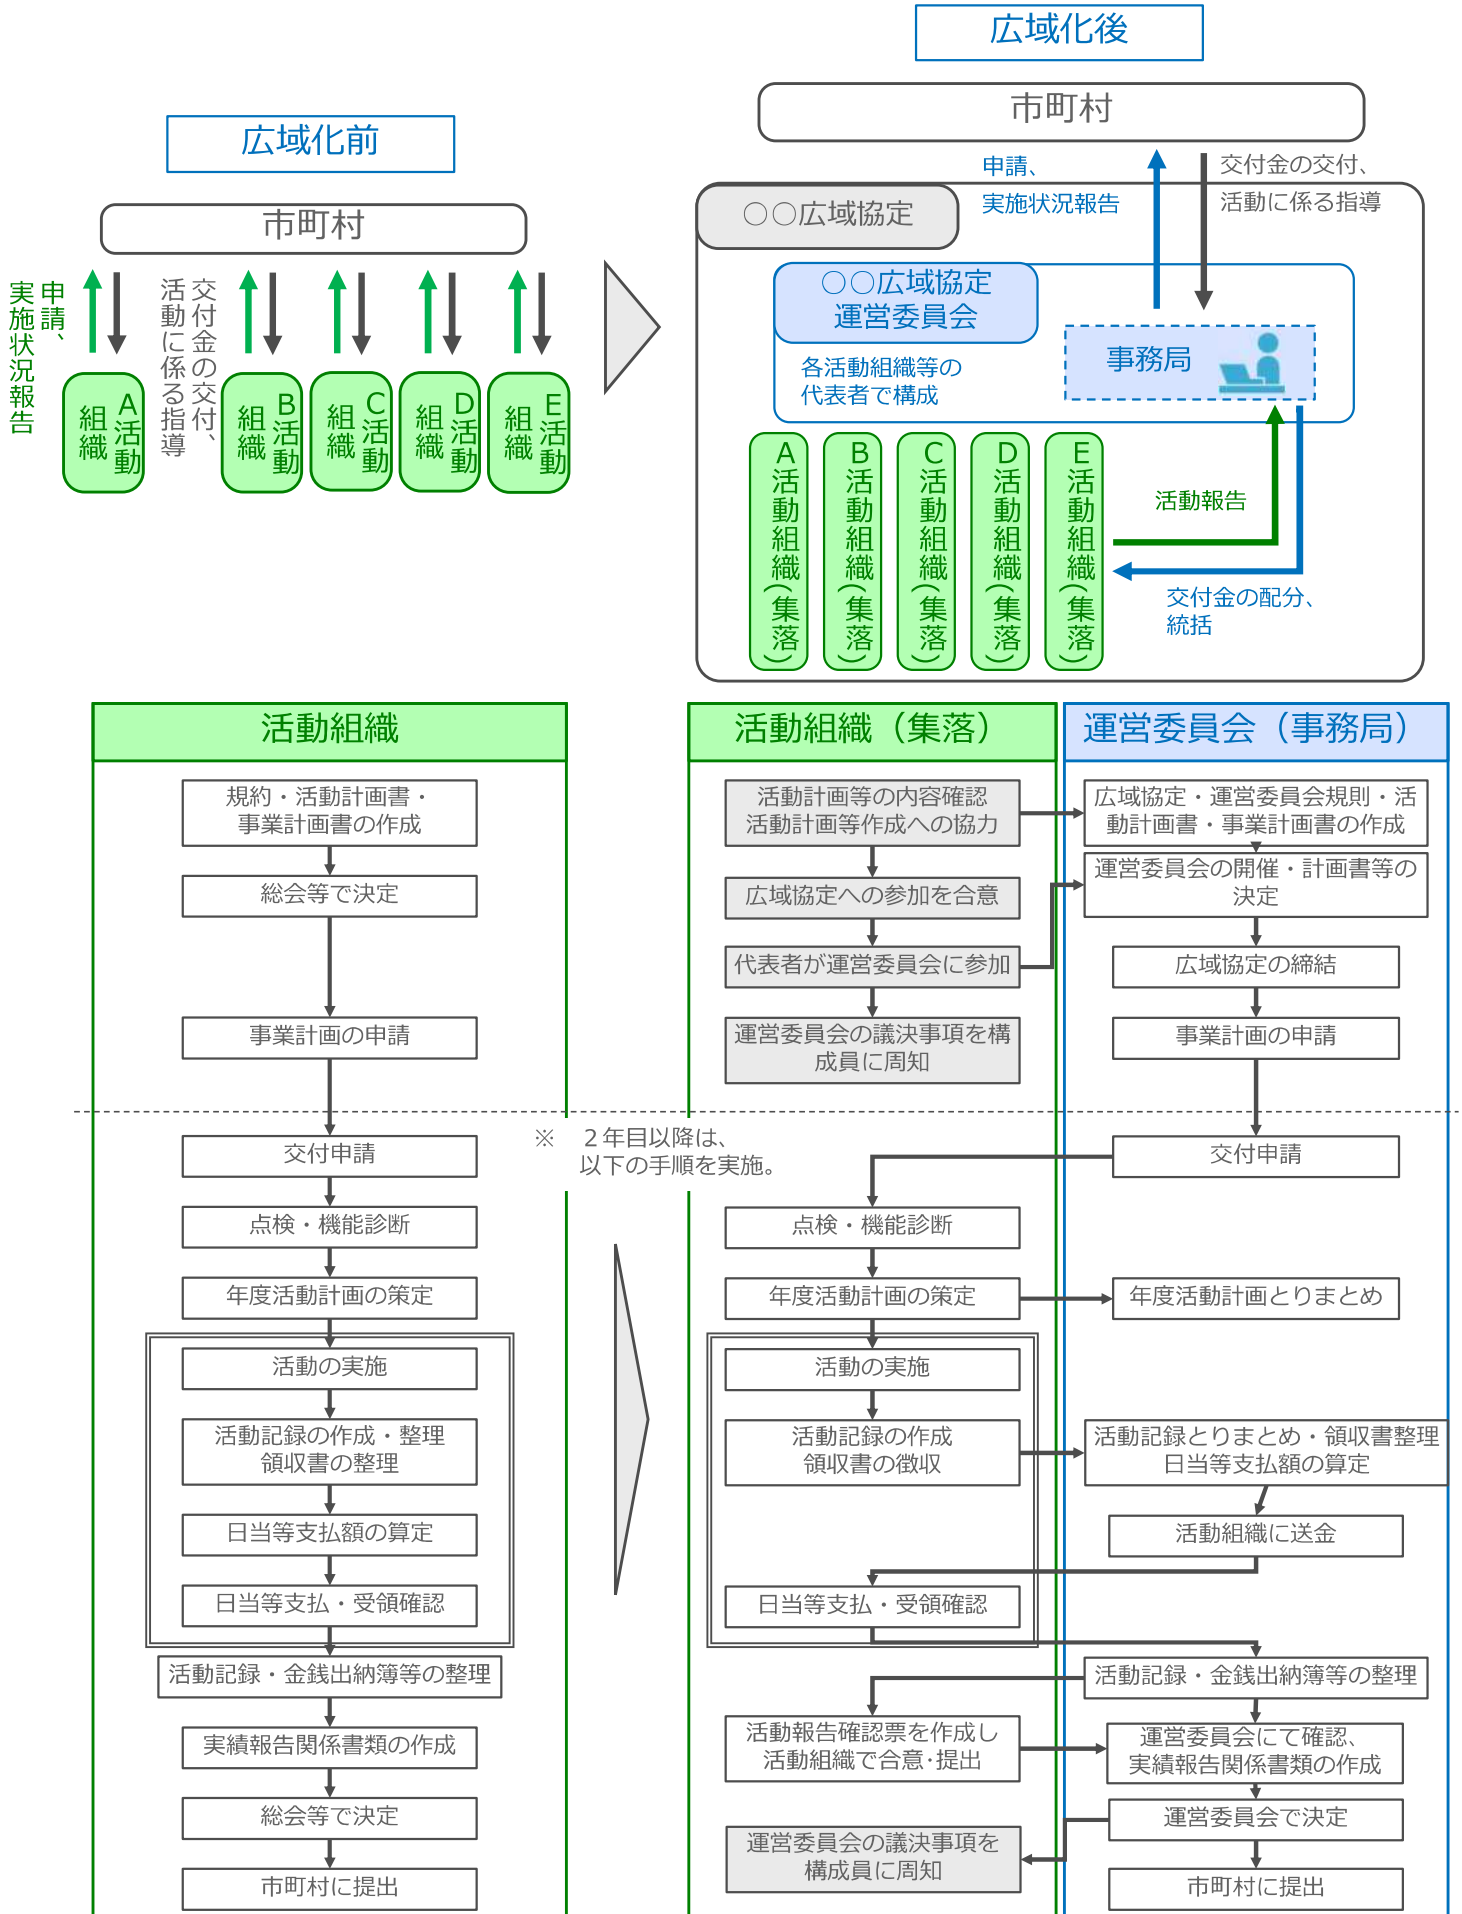 広域化前
市町村
申請、
実施状況報告
交付金の交付、
活動に係る指導
A活動
組織
B活動
組織
C活動
組織
D活動
組織
E活動
組織
広域化後
市町村
申請、
実施状況報告
交付金の交付、
活動に係る指導
○○広域協定
○○広域協定
運営委員会
各活動組織等の
代表者で構成
事務局
A活動組織(集落)
B活動組織(集落)
C活動組織(集落)
D活動組織(集落)
E活動組織(集落)
活動報告
交付金の配分、
統括
活動組織
規約・活動計画書・
事業計画書の作成
総会等で決定
事業計画の申請
交付申請
点検・機能診断
年度活動計画の策定
活動の実施
活動記録の作成・整理
領収書の整理
日当等支払額の算定
日当等支払・受領確認
活動記録・金銭出納簿等の整理
実績報告関係書類の作成
総会等で決定
市町村に提出
※ 2年目以降は、
以下の手順を実施。
活動組織（集落）
活動計画等の内容確認
活動計画等作成への協力
広域協定への参加を合意
代表者が運営委員会に参加
運営委員会の議決事項を構
成員に周知
点検・機能診断
年度活動計画の策定
活動の実施
活動記録の作成
領収書の徴収
日当等支払・受領確認
活動報告確認票を作成し
活動組織で合意･提出
運営委員会の議決事項を
構成員に周知
運営委員会（事務局）
広域協定・運営委員会規則・活
動計画書・事業計画書の作成
運営委員会の開催・計画書等の
決定
広域協定の締結
事業計画の申請
交付申請
年度活動計画とりまとめ
活動記録とりまとめ・領収書整理
日当等支払額の算定
活動組織に送金
活動記録・金銭出納簿等の整理
運営委員会にて確認、
実績報告関係書類の作成
運営委員会で決定
市町村に提出